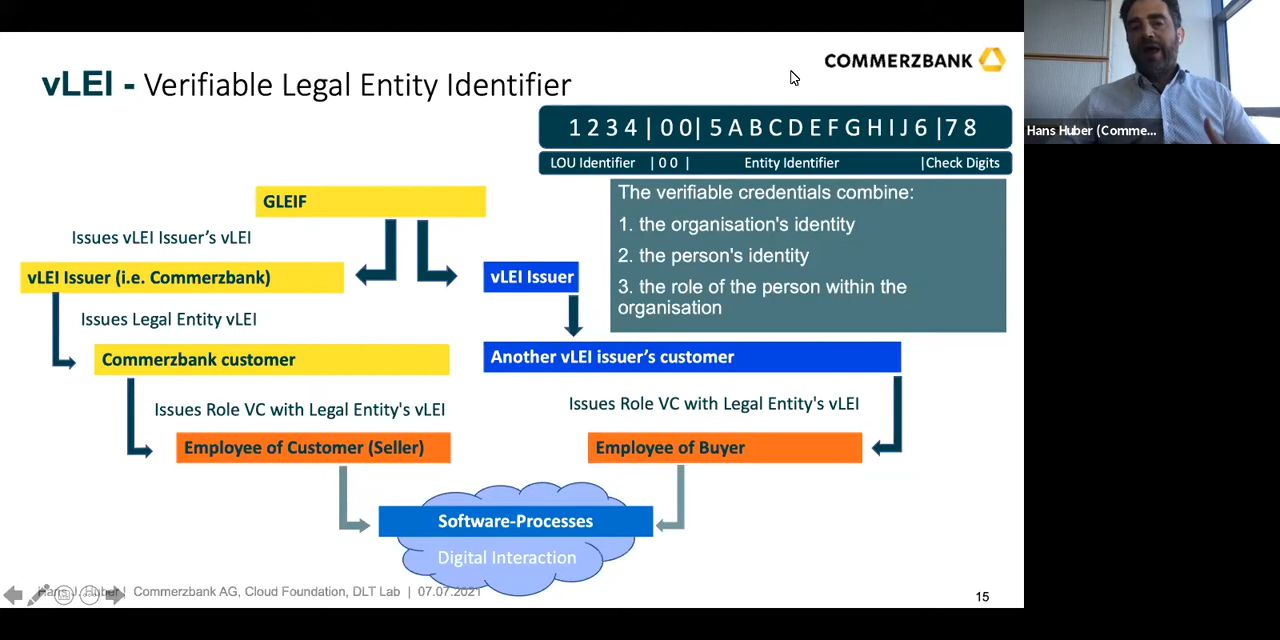 vLEI - Verifiable Legal Entity Identifier
COMMERZBANK
1 2 3 4 | 0 0 | 5 A B C D E F G H I J 6 | 7 8
LOU Identifier | 0 0 | Entity Identifier | Check Digits
The verifiable credentials combine:
1. the organisation's identity
2. the person's identity
3. the role of the person within the
organisation
GLEIF
Issues vLEI Issuer's vLEI
vLEI Issuer (i.e. Commerzbank)
vLEI Issuer
Issues Legal Entity vLEI
Commerzbank customer
Another vLEI issuer's customer
Issues Role VC with Legal Entity's vLEI
Issues Role VC with Legal Entity's vLEI
Employee of Customer (Seller)
Employee of Buyer
Software-Processes
Digital Interaction
Hans J. Huber | Commerzbank AG, Cloud Foundation, DLT Lab | 07.07.2021
15
Hans Huber (Comme...